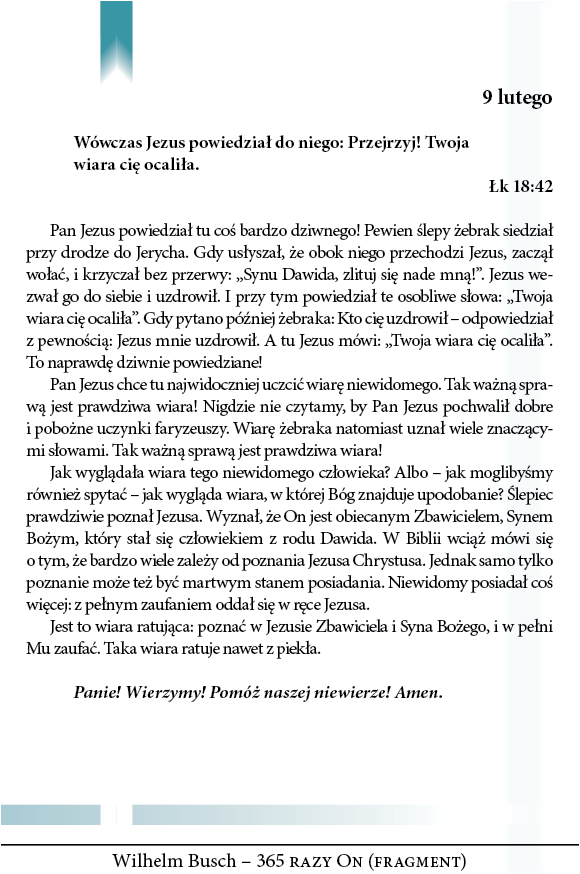 9 lutego
Wówczas Jezus powiedział do niego: Przejrzyj! Twoja
wiara cię ocaliła.
Łk 18:42
Pan Jezus powiedział tu coś bardzo dziwnego! Pewien ślepy żebrak siedział
przy drodze do Jerycha. Gdy usłyszał, że obok niego przechodzi Jezus, zaczął
wołać, i krzyczał bez przerwy: „Synu Dawida, zlituj się nade mną!”. Jezus we-
zwał go do siebie i uzdrowił. I przy tym powiedział te osobliwe słowa: „Twoja
wiara cię ocaliła”. Gdy pytano później żebraka: Kto cię uzdrowił – odpowiedział
z pewnością: Jezus mnie uzdrowił. A tu Jezus mówi: „Twoja wiara cię ocaliła”.
To naprawdę dziwnie powiedziane!
Pan Jezus chce tu najwidoczniej uczcić wiarę niewidomego. Tak ważną spra-
wą jest prawdziwa wiara! Nigdzie nie czytamy, by Pan Jezus pochwalił dobre
i pobożne uczynki faryzeuszy. Wiarę żebraka natomiast uznał wiele znaczący-
mi słowami. Tak ważną sprawą jest prawdziwa wiara!
Jak wyglądała wiara tego niewidomego człowieka? Albo – jak moglibyśmy
również spytać – jak wygląda wiara, w której Bóg znajduje upodobanie? Ślepiec
prawdziwie poznał Jezusa. Wyznał, że On jest obiecanym Zbawicielem, Synem
Bożym, który stał się człowiekiem z rodu Dawida. W Biblii wciąż mówi się
o tym, że bardzo wiele zależy od poznania Jezusa Chrystusa. Jednak samo tylko
poznanie może też być martwym stanem posiadania. Niewidomy posiadał coś
więcej: z pełnym zaufaniem oddał się w ręce Jezusa.
Jest to wiara ratująca: poznać w Jezusie Zbawiciela i Syna Bożego, i w pełni
Mu zaufać. Taka wiara ratuje nawet z piekła.
Panie! Wierzymy! Pomóż naszej niewierze! Amen.
Wilhelm Busch – 365 razy On (fragment)